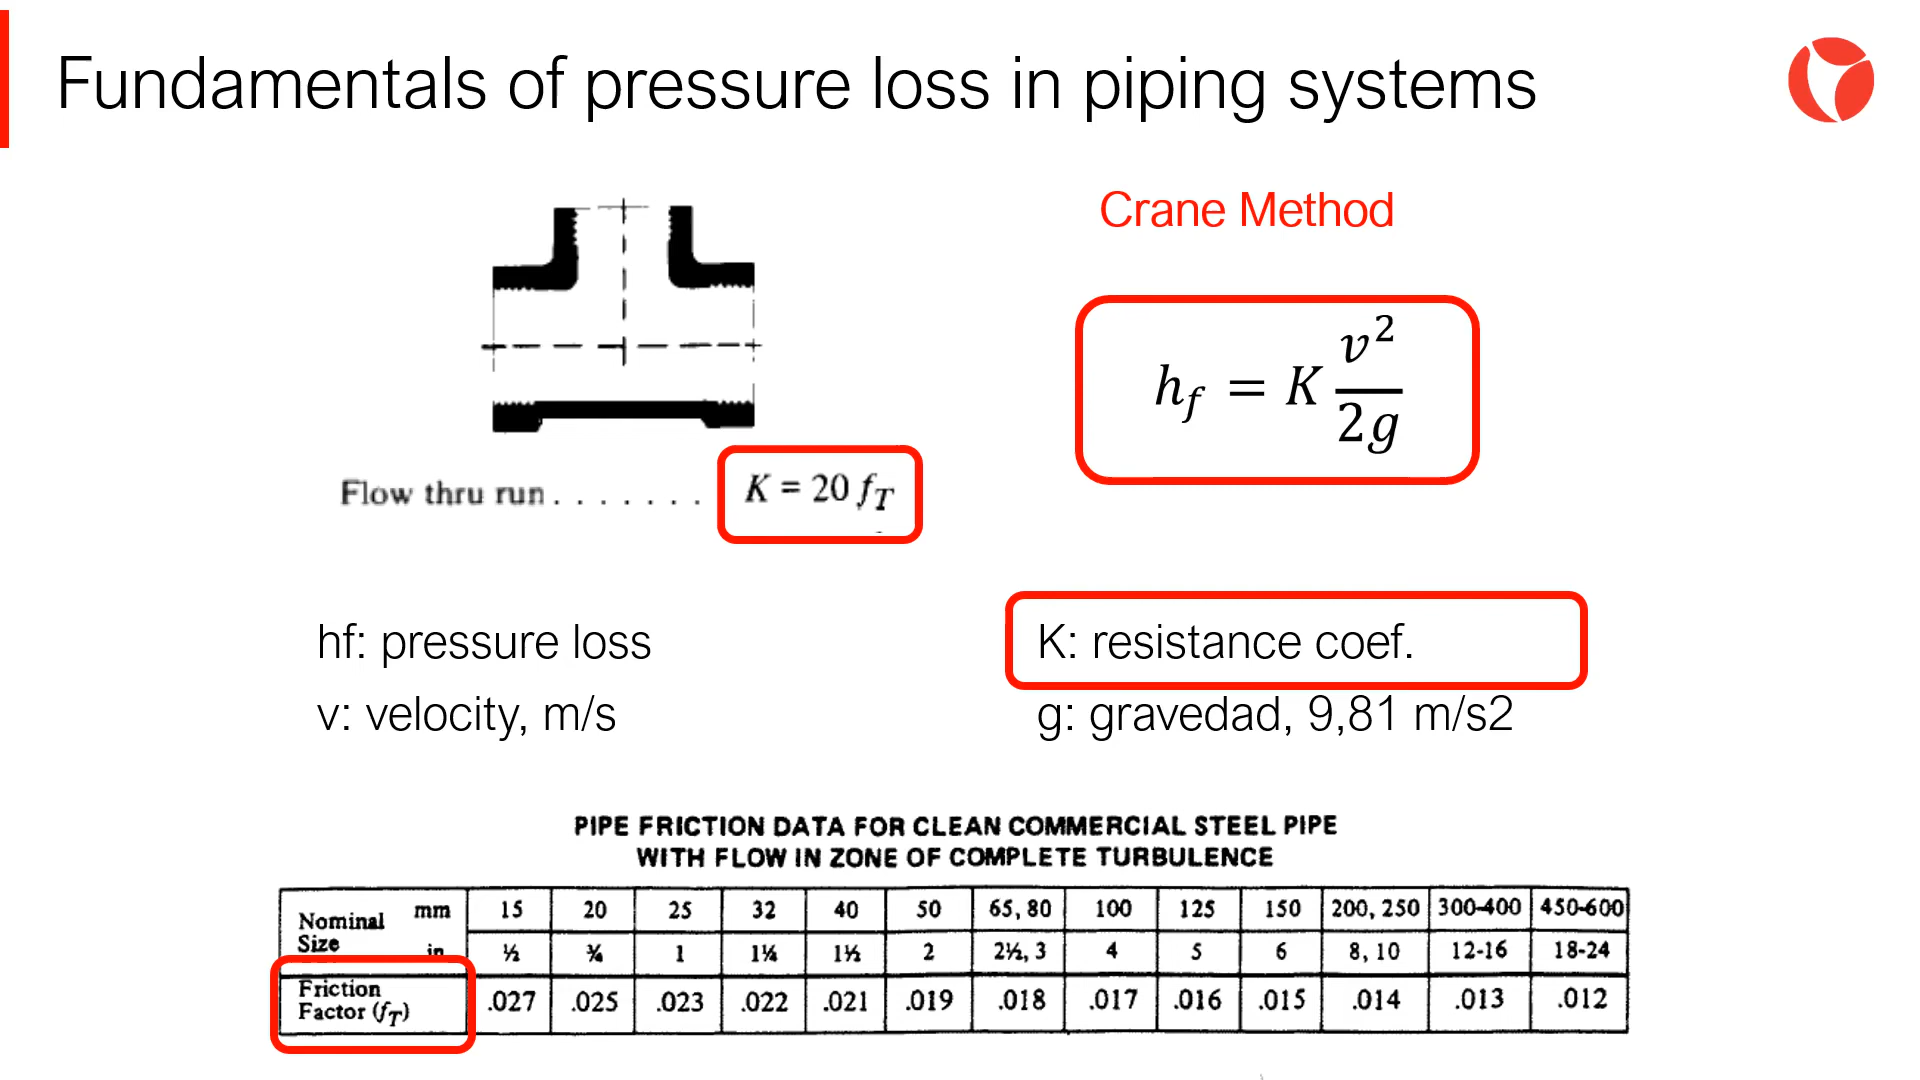 Fundamentals of pressure loss in piping systems
Crane Method
h_f = K v²/2g
Flow thru run . . . . . . . K = 20 f_T
hf: pressure loss
K: resistance coef.
v: velocity, m/s
g: gravedad, 9,81 m/s2
PIPE FRICTION DATA FOR CLEAN COMMERCIAL STEEL PIPE
WITH FLOW IN ZONE OF COMPLETE TURBULENCE
Nominal Size mm 15 20 25 32 40 50 65, 80 100 125 150 200, 250 300-400 450-600
in ½ ¾ 1 1¼ 1½ 2 2½, 3 4 5 6 8, 10 12-16 18-24
Friction Factor (f_T) .027 .025 .023 .022 .021 .019 .018 .017 .016 .015 .014 .013 .012